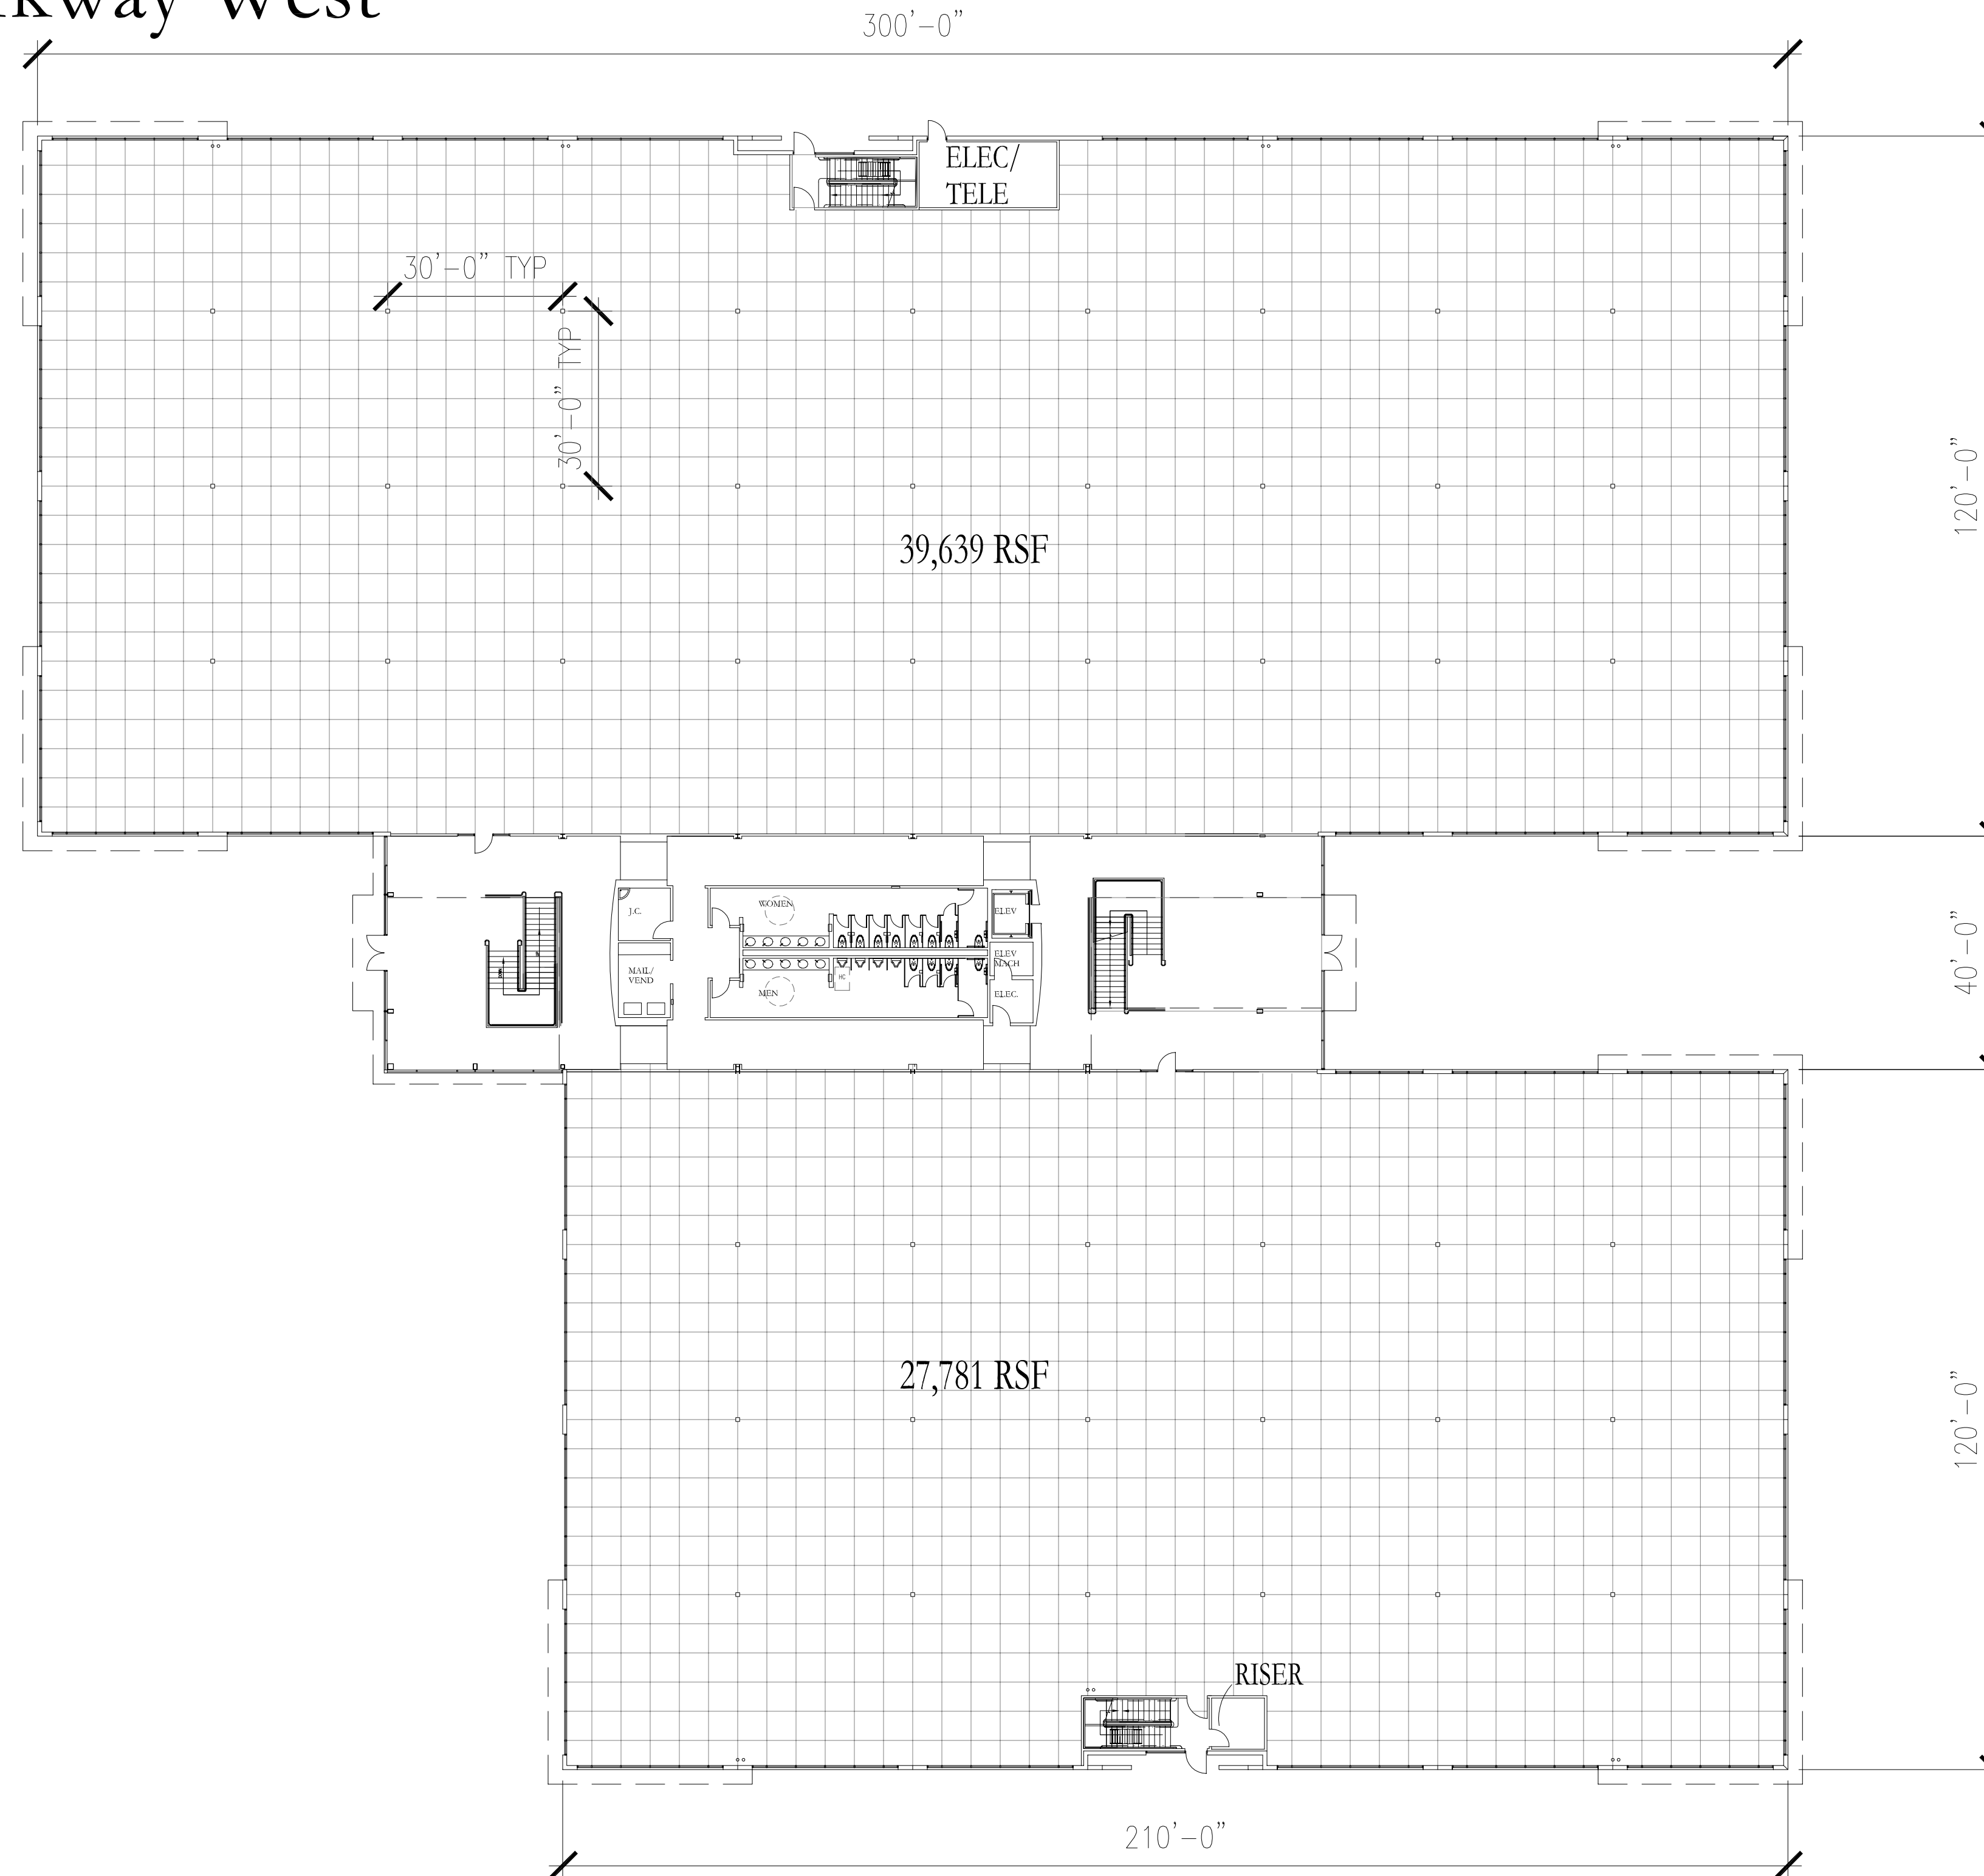 kway West
300'-0"
ELEC/
TELE
30'-0" TYP
30'-0" TYP
120'-0"
39,639 RSF
J.C.
WOMEN
ELEV
MAIL/
VEND
MEN
HC
ELEV
MACH
ELEC.
40'-0"
27,781 RSF
120'-0"
RISER
210'-0"